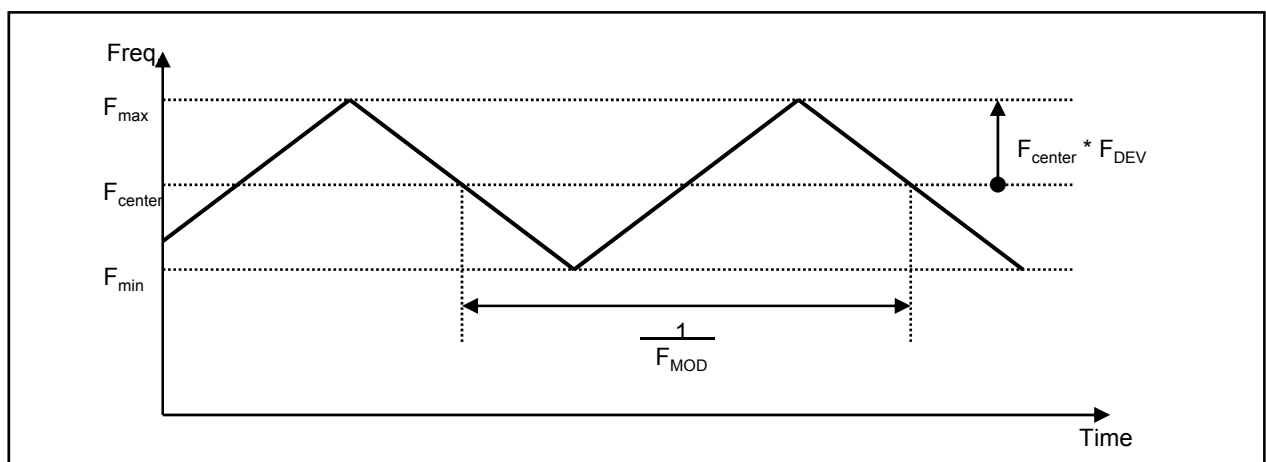 Freq
Fmax
Fcenter * FDEV
Fcenter
Fmin
1
FMOD
Time